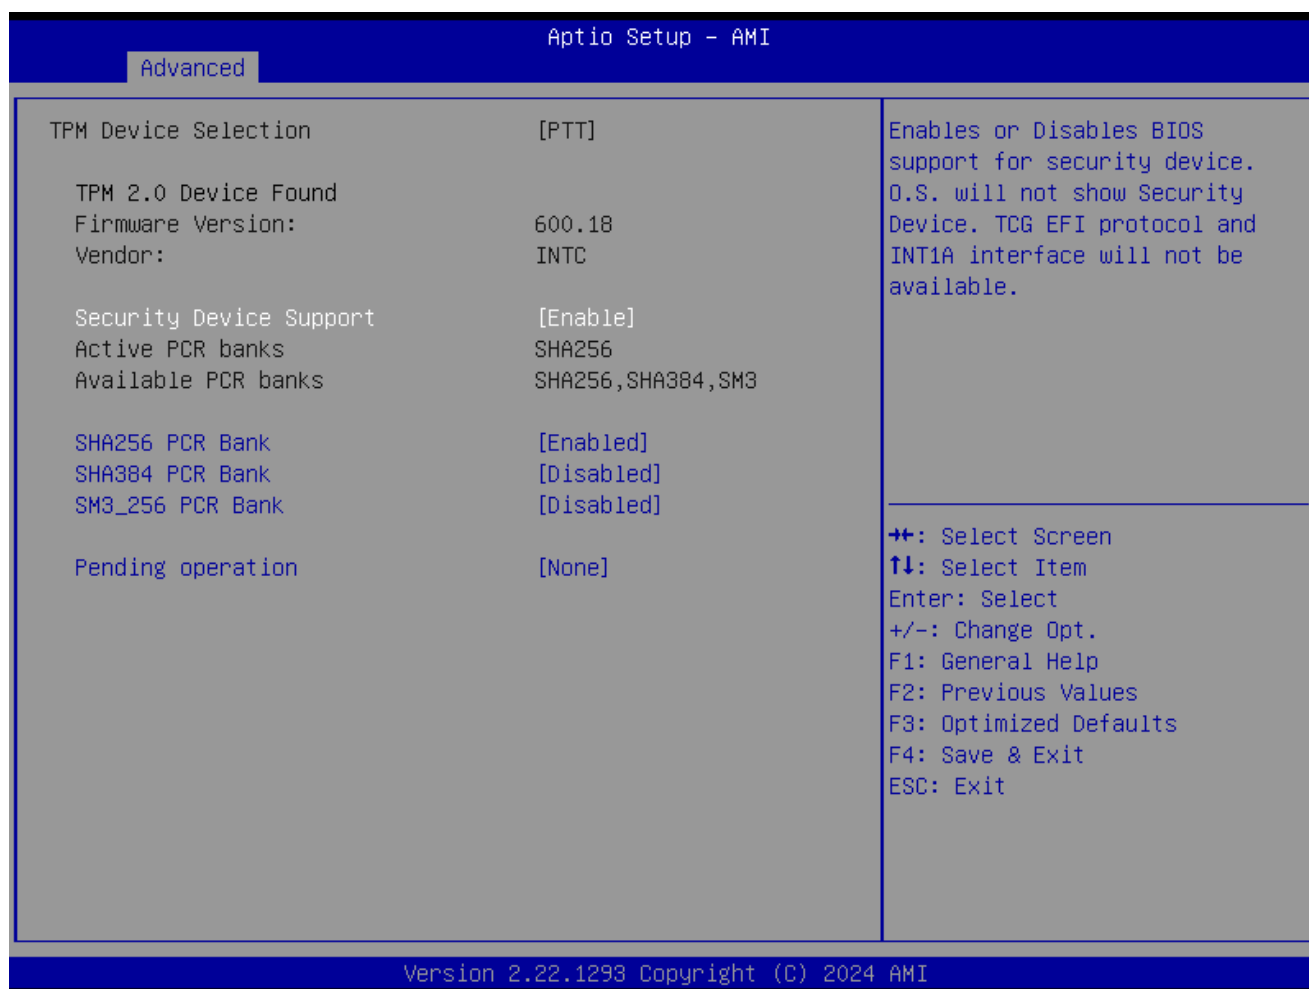 Aptio Setup – AMI
Advanced
TPM Device Selection [PTT]
TPM 2.0 Device Found
Firmware Version: 600.18
Vendor: INTC
Security Device Support [Enable]
Active PCR banks SHA256
Available PCR banks SHA256,SHA384,SM3
SHA256 PCR Bank [Enabled]
SHA384 PCR Bank [Disabled]
SM3_256 PCR Bank [Disabled]
Pending operation [None]
Enables or Disables BIOS
support for security device.
O.S. will not show Security
Device. TCG EFI protocol and
INT1A interface will not be
available.
→←: Select Screen
↑↓: Select Item
Enter: Select
+/-: Change Opt.
F1: General Help
F2: Previous Values
F3: Optimized Defaults
F4: Save & Exit
ESC: Exit
Version 2.22.1293 Copyright (C) 2024 AMI